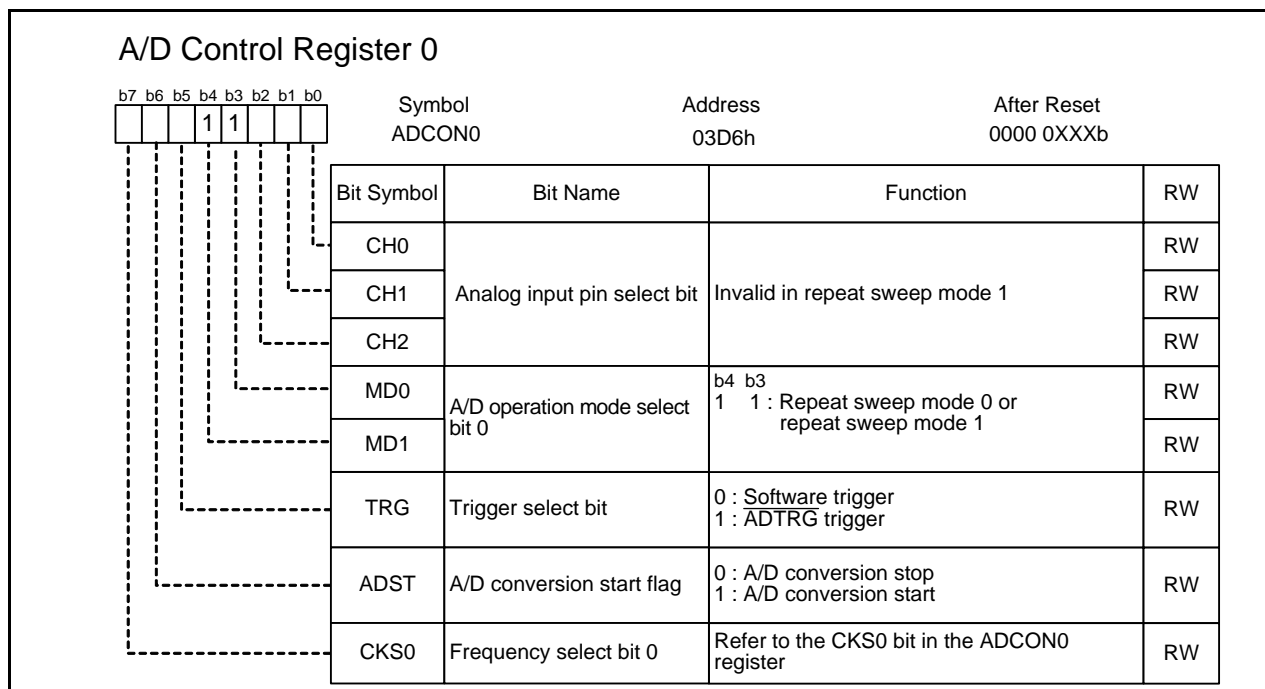 A/D Control Register 0
b7 b6 b5 b4 b3 b2 b1 b0
1 1
Symbol Address After Reset
ADCON0 03D6h 0000 0XXXb
Bit Symbol Bit Name Function RW
CH0 RW
CH1 Analog input pin select bit Invalid in repeat sweep mode 1 RW
CH2 RW
MD0 RW
A/D operation mode select
bit 0
b4 b3
1 1 : Repeat sweep mode 0 or
repeat sweep mode 1
MD1 RW
TRG Trigger select bit RW
0 : Software trigger
1 : ADTRG trigger
ADST A/D conversion start flag RW
0 : A/D conversion stop
1 : A/D conversion start
CKS0 Frequency select bit 0 RW
Refer to the CKS0 bit in the ADCON0
register